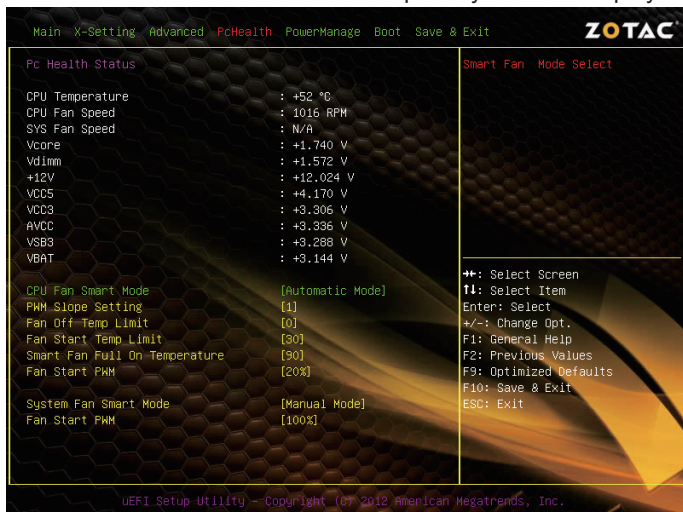 Main X-Setting Advanced PcHealth PowerManage Boot Save & Exit
ZOTAC
Pc Health Status
Smart Fan Mode Select
CPU Temperature : +52 °C
CPU Fan Speed : 1016 RPM
SYS Fan Speed : N/A
Vcore : +1.740 V
Vdimm : +1.572 V
+12V : +12.024 V
VCC5 : +4.170 V
VCC3 : +3.306 V
AVCC : +3.336 V
VSB3 : +3.288 V
VBAT : +3.144 V
CPU Fan Smart Mode [Automatic Mode]
PWM Slope Setting [1]
Fan Off Temp Limit [0]
Fan Start Temp Limit [30]
Smart Fan Full On Temperature [90]
Fan Start PWM [20%]
System Fan Smart Mode [Manual Mode]
Fan Start PWM [100%]
→←: Select Screen
↑↓: Select Item
Enter: Select
+/-: Change Opt.
F1: General Help
F2: Previous Values
F9: Optimized Defaults
F10: Save & Exit
ESC: Exit
uEFI Setup Utility - Copyright (C) 2012 American Megatrends, Inc.